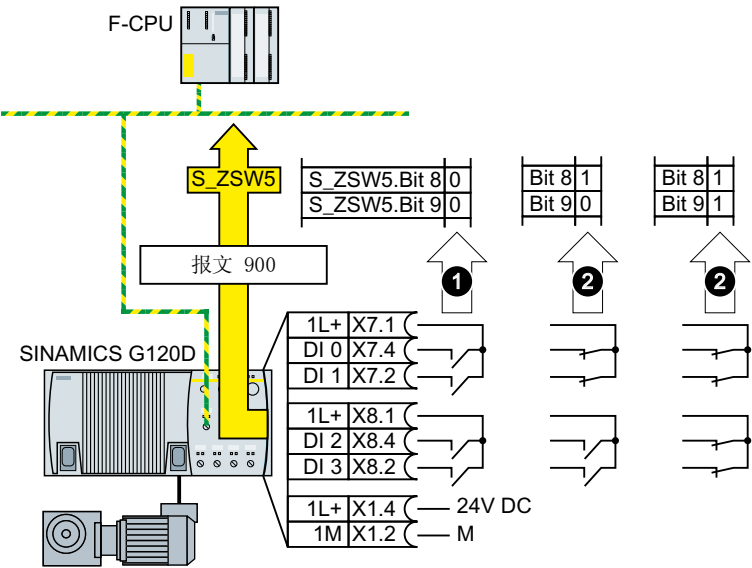 F-CPU
S_ZSW5
S_ZSW5.Bit 8 0
S_ZSW5.Bit 9 0
Bit 8 1
Bit 9 0
Bit 8 1
Bit 9 1
报文 900
1
2
2
SINAMICS G120D
1L+ X7.1
DI 0 X7.4
DI 1 X7.2
1L+ X8.1
DI 2 X8.4
DI 3 X8.2
1L+ X1.4 24V DC
1M X1.2 M